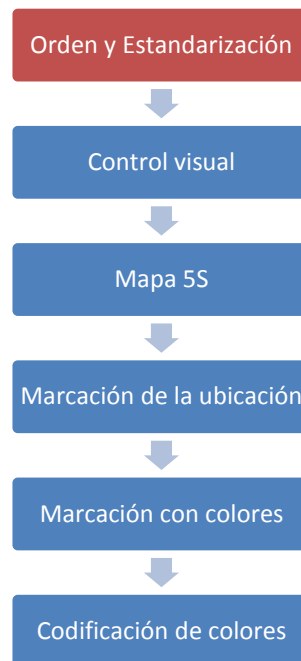 Orden y Estandarización
Control visual
Mapa 5S
Marcación de la ubicación
Marcación con colores
Codificación de colores